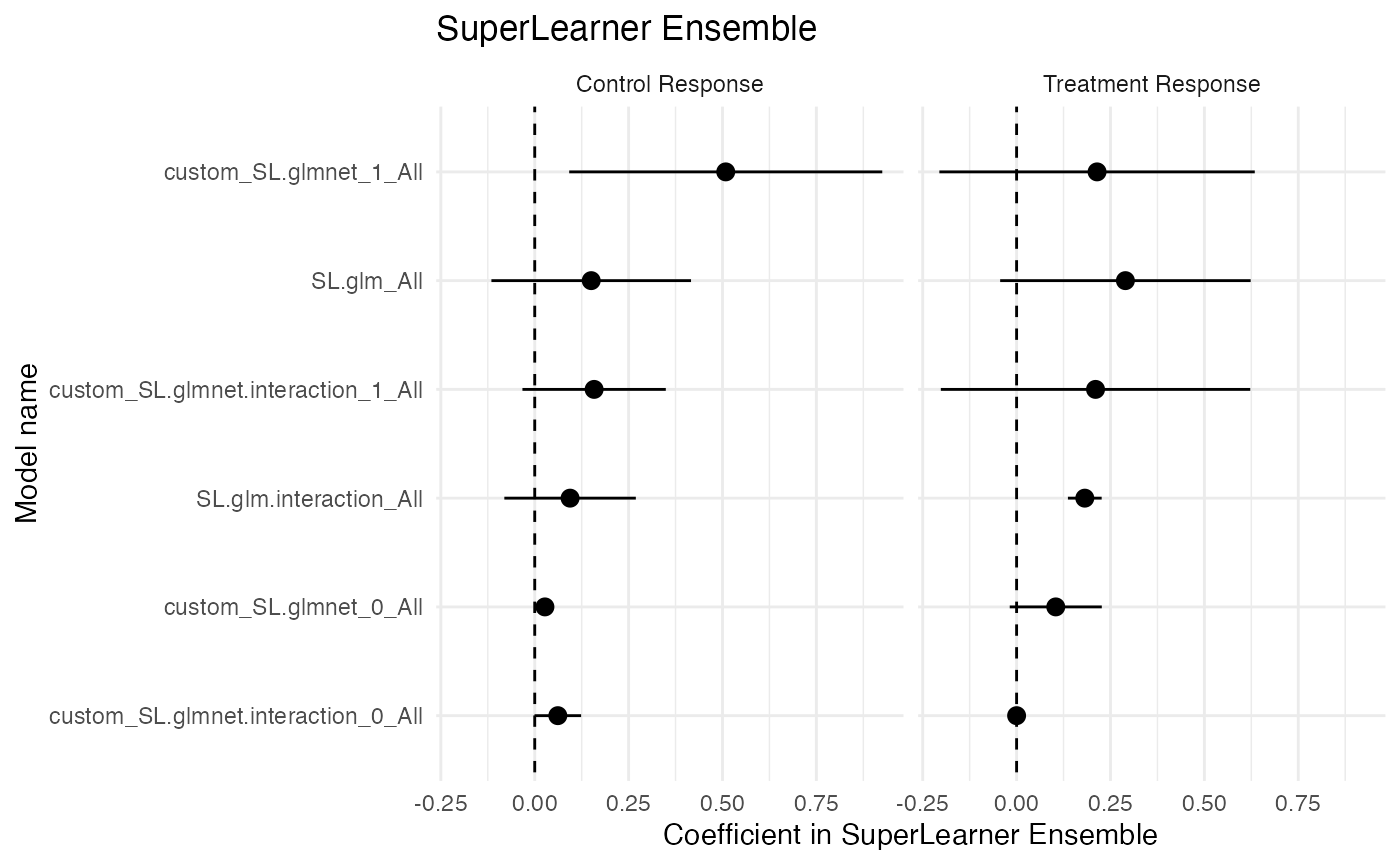 SuperLearner Ensemble
Control Response
Treatment Response
Model name
custom_SL.glmnet_1_All
SL.glm_All
custom_SL.glmnet.interaction_1_All
SL.glm.interaction_All
custom_SL.glmnet_0_All
custom_SL.glmnet.interaction_0_All
-0.25 0.00 0.25 0.50 0.75 -0.25 0.00 0.25 0.50 0.75
Coefficient in SuperLearner Ensemble